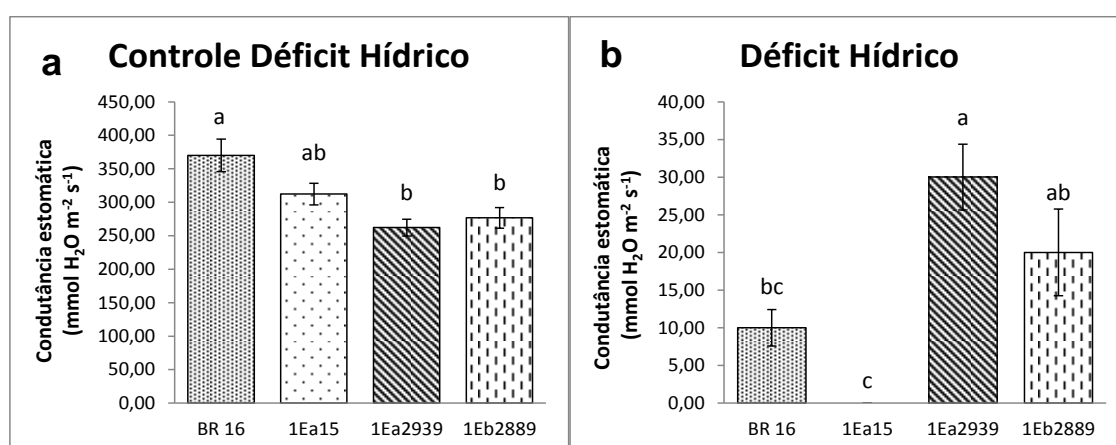 a
Controle Déficit Hídrico
Condutância estomática
(mmol H₂O m⁻² s⁻¹)
450,00
400,00
350,00
300,00
250,00
200,00
150,00
100,00
50,00
0,00
a
ab
b
b
BR 16
1Ea15
1Ea2939
1Eb2889
b
Déficit Hídrico
Condutância estomática
(mmol H₂O m⁻² s⁻¹)
40,00
35,00
30,00
25,00
20,00
15,00
10,00
5,00
0,00
bc
c
a
ab
BR 16
1Ea15
1Ea2939
1Eb2889